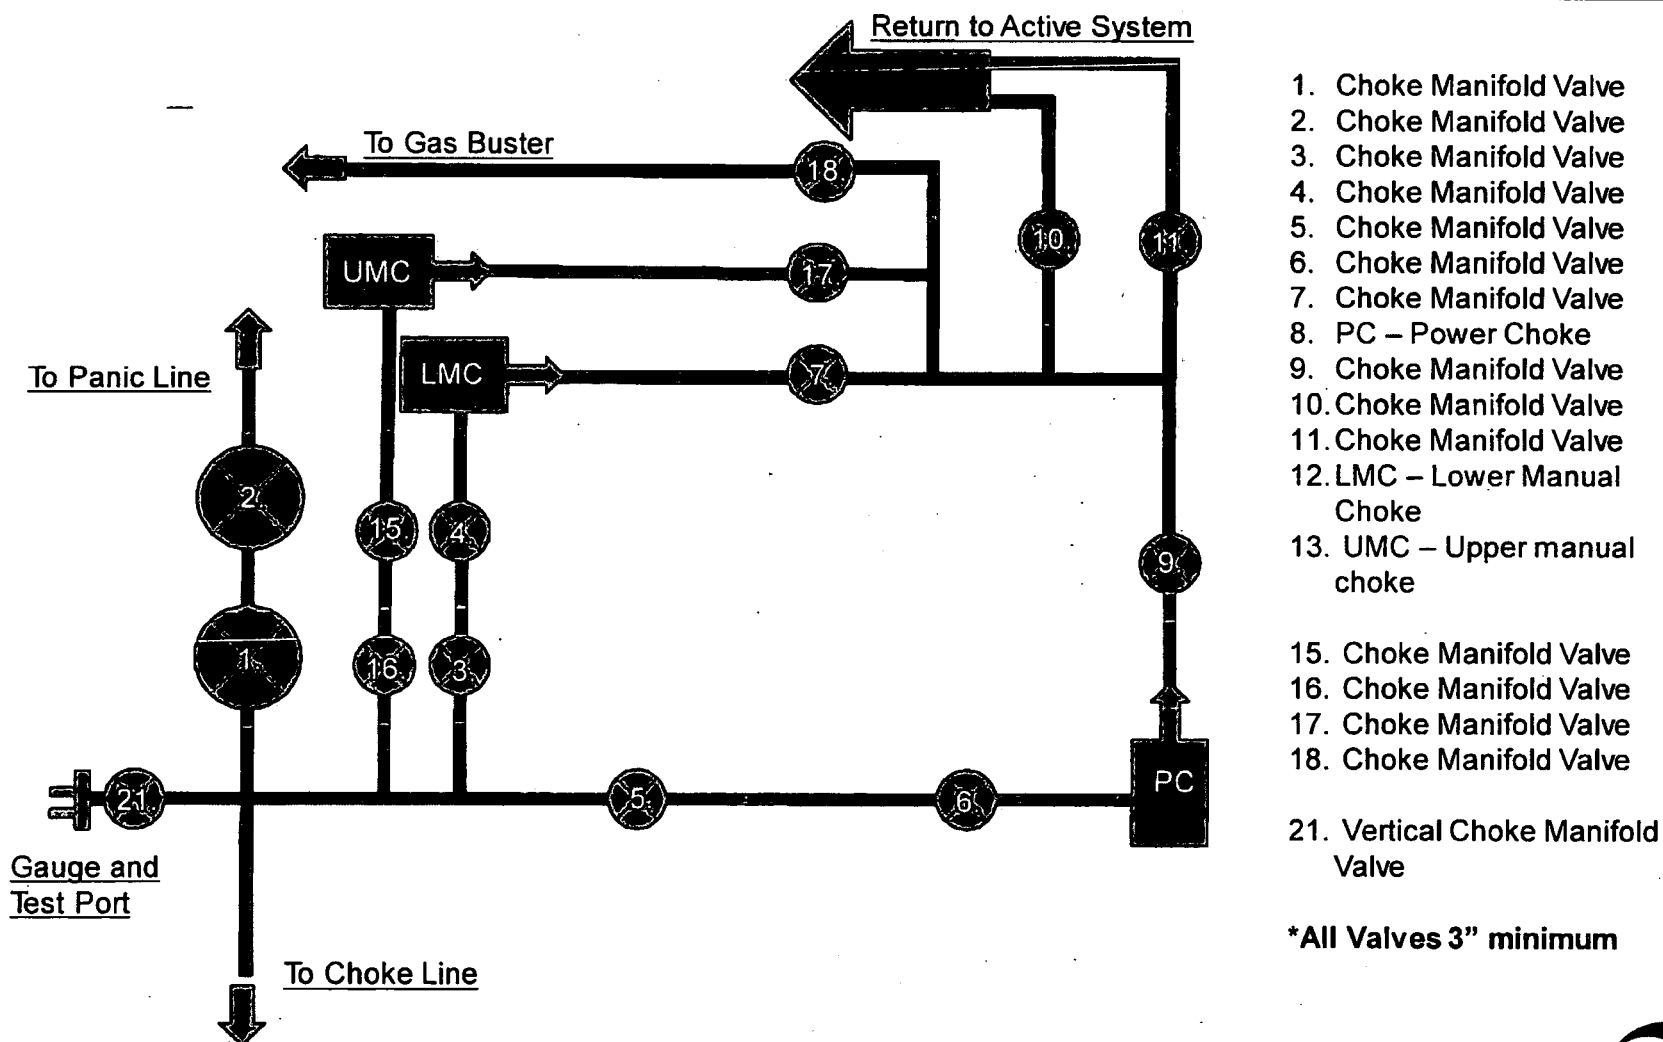 Return to Active System
To Gas Buster
18
UMC
17
10
11
To Panic Line
LMC
7
2
15
4
9
1
16
3
21
5
6
PC
Gauge and
Test Port
To Choke Line
1. Choke Manifold Valve
2. Choke Manifold Valve
3. Choke Manifold Valve
4. Choke Manifold Valve
5. Choke Manifold Valve
6. Choke Manifold Valve
7. Choke Manifold Valve
8. PC – Power Choke
9. Choke Manifold Valve
10. Choke Manifold Valve
11. Choke Manifold Valve
12. LMC – Lower Manual
Choke
13. UMC – Upper manual
choke
15. Choke Manifold Valve
16. Choke Manifold Valve
17. Choke Manifold Valve
18. Choke Manifold Valve
21. Vertical Choke Manifold
Valve
*All Valves 3” minimum